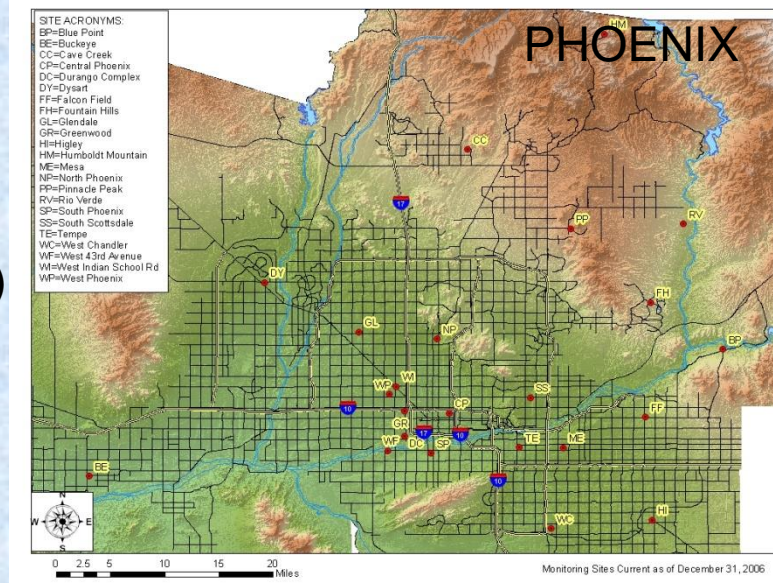 SITE ACRONYMS:
BP=Blue Point
BE=Buckeye
CC=Cave Creek
CP=Central Phoenix
DC=Durango Complex
DY=Dysart
FF=Falcon Field
FH=Fountain Hills
GL=Glendale
GR=Greenwood
HI=Higley
HM=Humboldt Mountain
ME=Mesa
NP=North Phoenix
PP=Pinnacle Peak
RV=Rio Verde
SP=South Phoenix
SS=South Scottsdale
TE=Tempe
WC=West Chandler
WF=West 43rd Avenue
WI=West Indian School Rd
WP=West Phoenix
HM
PHOENIX
CC
17
PP
RV
DY
FH
GL
NP
BP
WI
WP
SS
10
GR
CP
FF
17
10
WF
DC
SP
TE
ME
BE
10
N
W
E
S
WC
HI
0 2.5 5 10 15 20
Miles
Monitoring Sites Current as of December 31, 2006
)